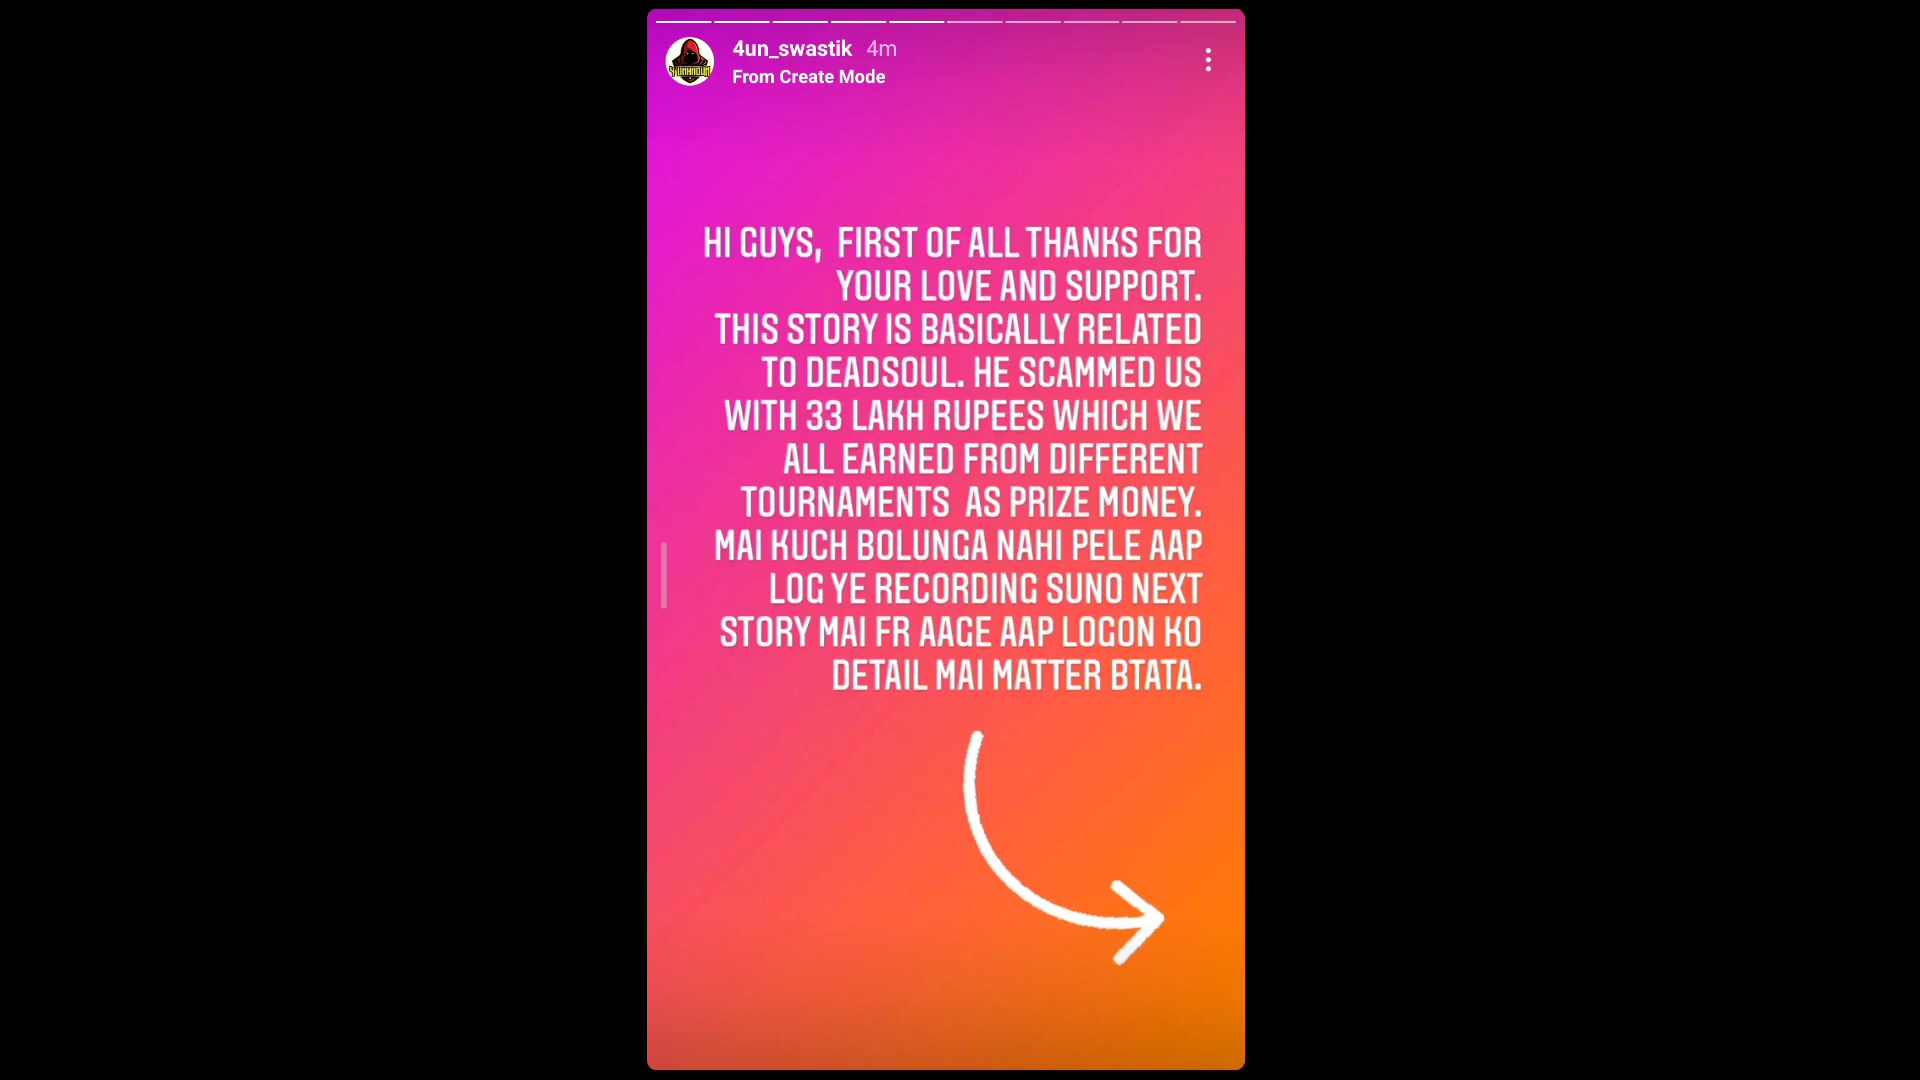 4un_swastik 4m
From Create Mode
HI GUYS, FIRST OF ALL THANKS FOR
YOUR LOVE AND SUPPORT.
THIS STORY IS BASICALLY RELATED
TO DEADSOUL. HE SCAMMED US
WITH 33 LAKH RUPEES WHICH WE
ALL EARNED FROM DIFFERENT
TOURNAMENTS AS PRIZE MONEY.
MAI KUCH BOLUNGA NAHI PELE AAP
LOG YE RECORDING SUNO NEXT
STORY MAI FR AAGE AAP LOGON KO
DETAIL MAI MATTER BTATA.